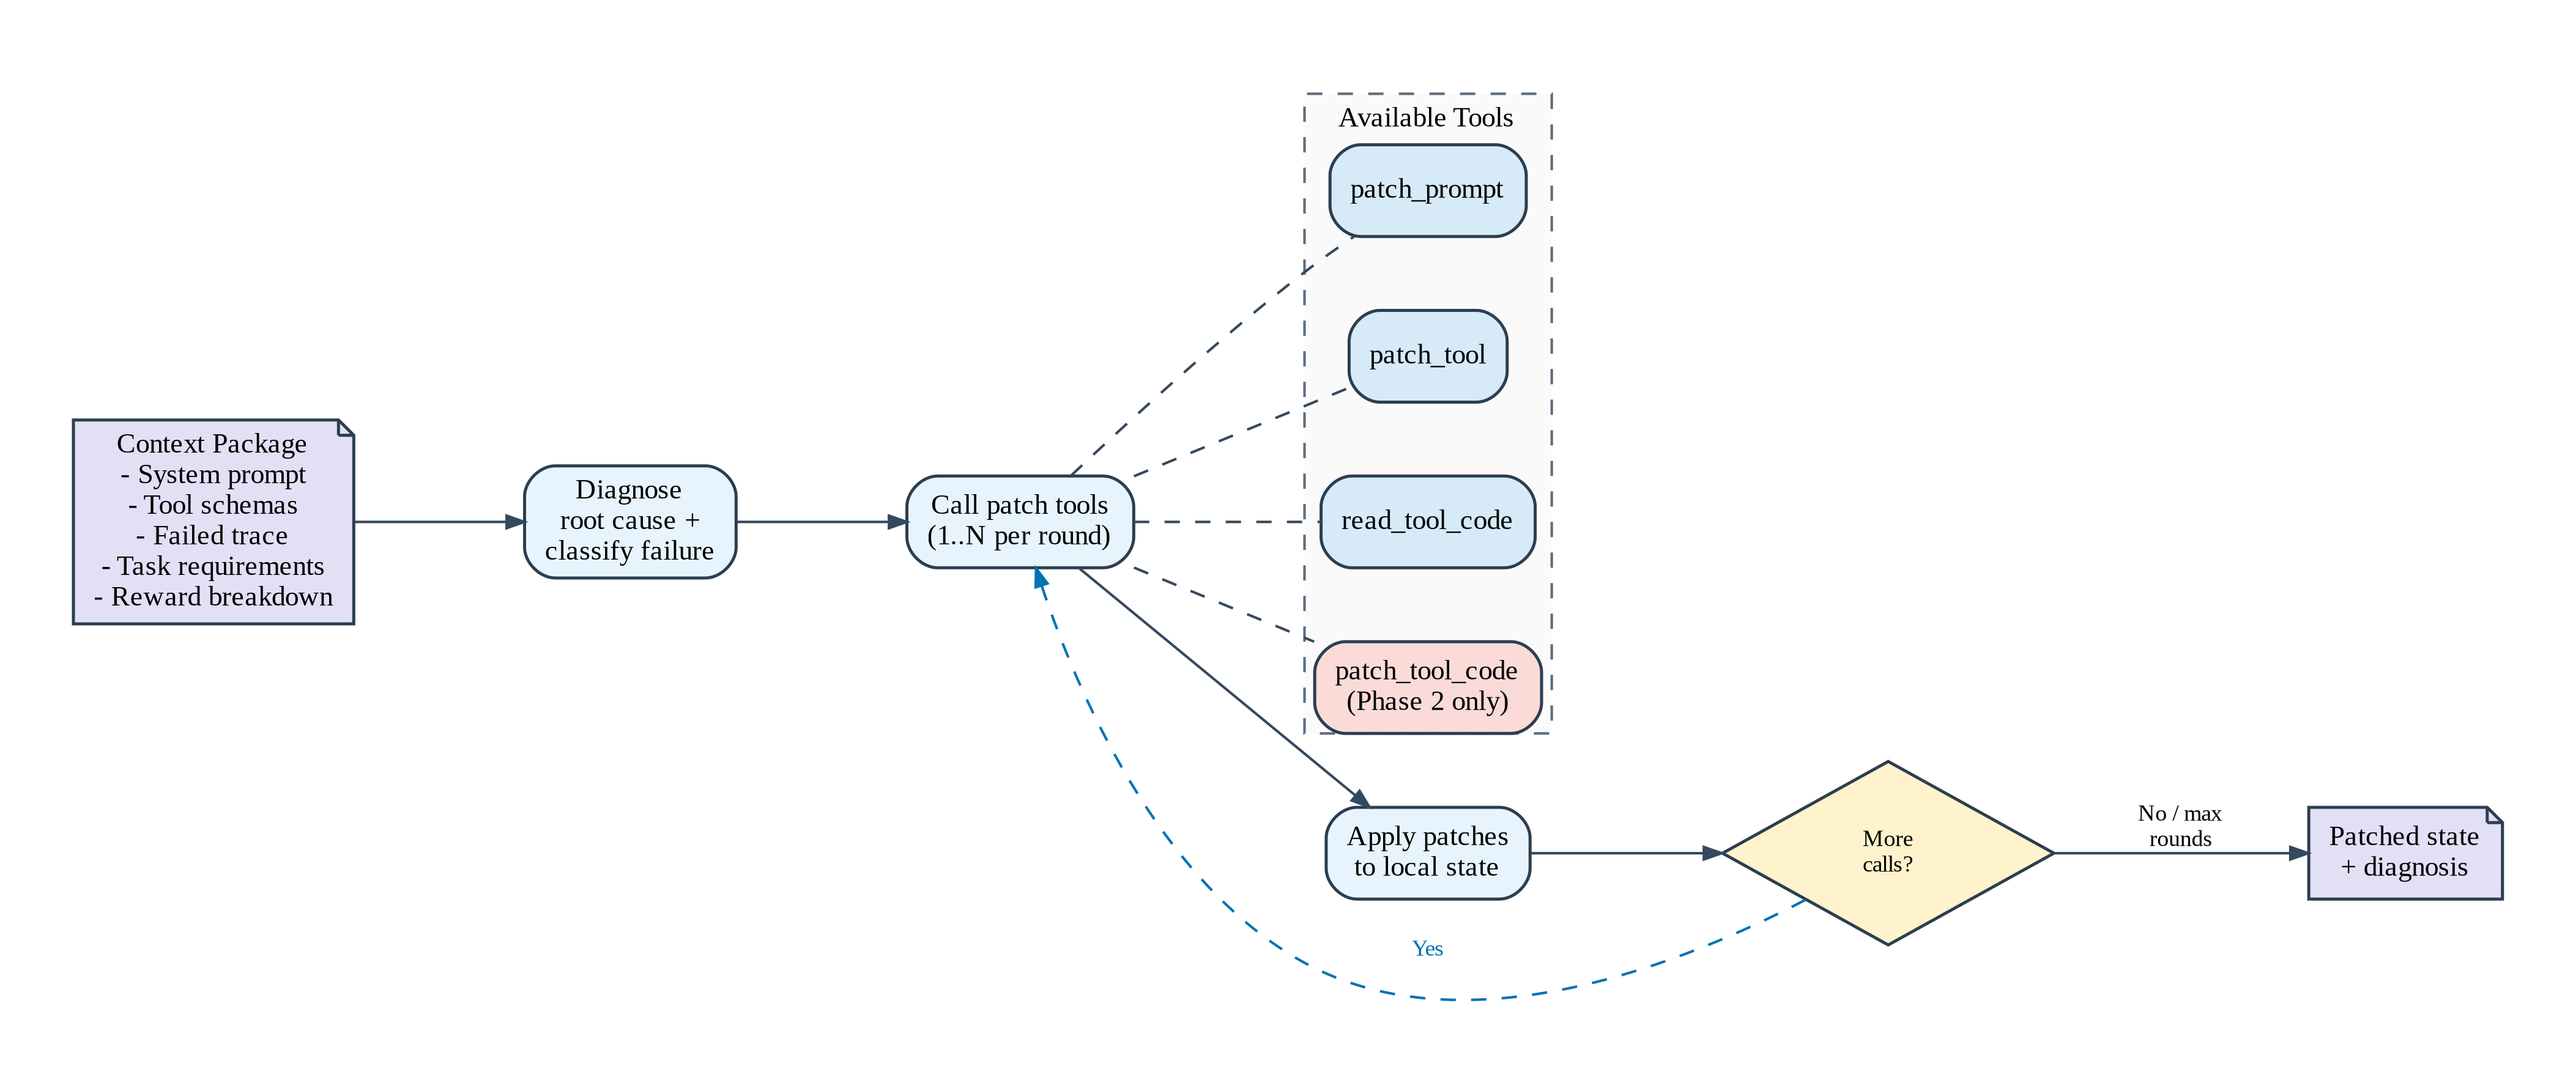 Context Package
- System prompt
- Tool schemas
- Failed trace
- Task requirements
- Reward breakdown
Diagnose
root cause +
classify failure
Call patch tools
(1..N per round)
Available Tools
patch_prompt
patch_tool
read_tool_code
patch_tool_code
(Phase 2 only)
Apply patches
to local state
More
calls?
Yes
No / max
rounds
Patched state
+ diagnosis